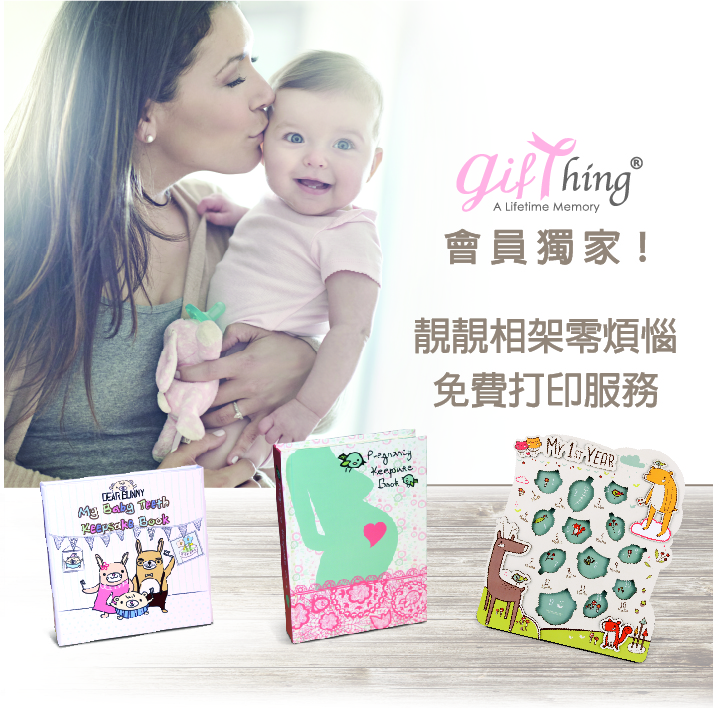 gifThing®
A Lifetime Memory
會員獨家!
靚靚相架零煩惱
免費打印服務
DEAR BUNNY
My Baby Teeth
Keepsake Book
Pregnancy
Keepsake
Book
My 1st YEAR